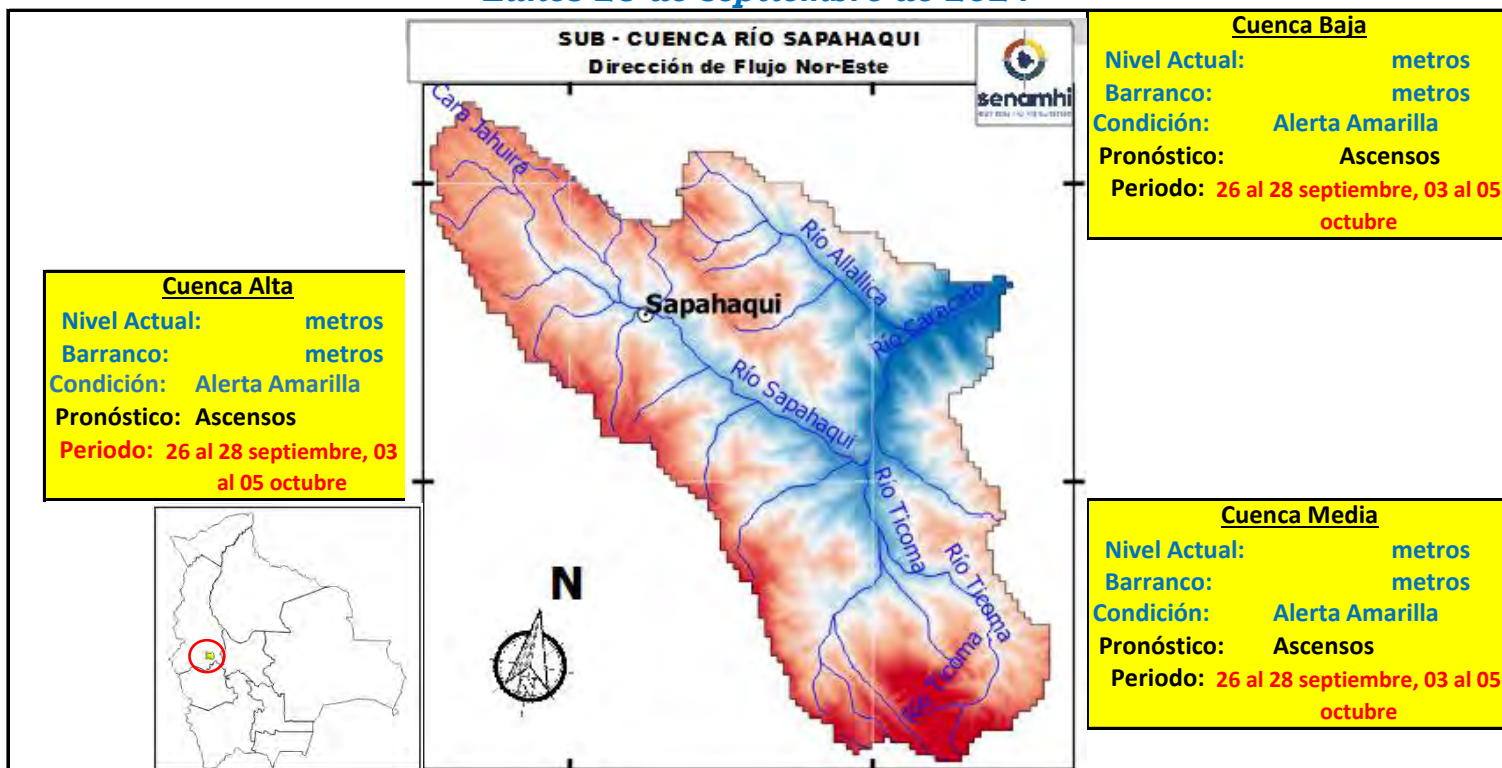 SUB - CUENCA RÍO SAPAHAQUI
Dirección de Flujo Nor-Este
senamhi
Cuenca Baja
Nivel Actual: metros
Barranco: metros
Condición: Alerta Amarilla
Pronóstico: Ascensos
Periodo: 26 al 28 septiembre, 03 al 05
octubre
Cuenca Alta
Nivel Actual: metros
Barranco: metros
Condición: Alerta Amarilla
Pronóstico: Ascensos
Periodo: 26 al 28 septiembre, 03
al 05 octubre
Cara Jahuira
Río Allallica
Río Caracato
Sapahaqui
Río Sapahaqui
Río Ticoma
Río Ticoma
Río Ticoma
N
Cuenca Media
Nivel Actual: metros
Barranco: metros
Condición: Alerta Amarilla
Pronóstico: Ascensos
Periodo: 26 al 28 septiembre, 03 al 05
octubre